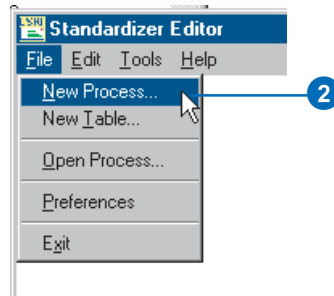 Standardizer Editor
File Edit Tools Help
New Process...
2
New Table...
Open Process...
Preferences
Exit